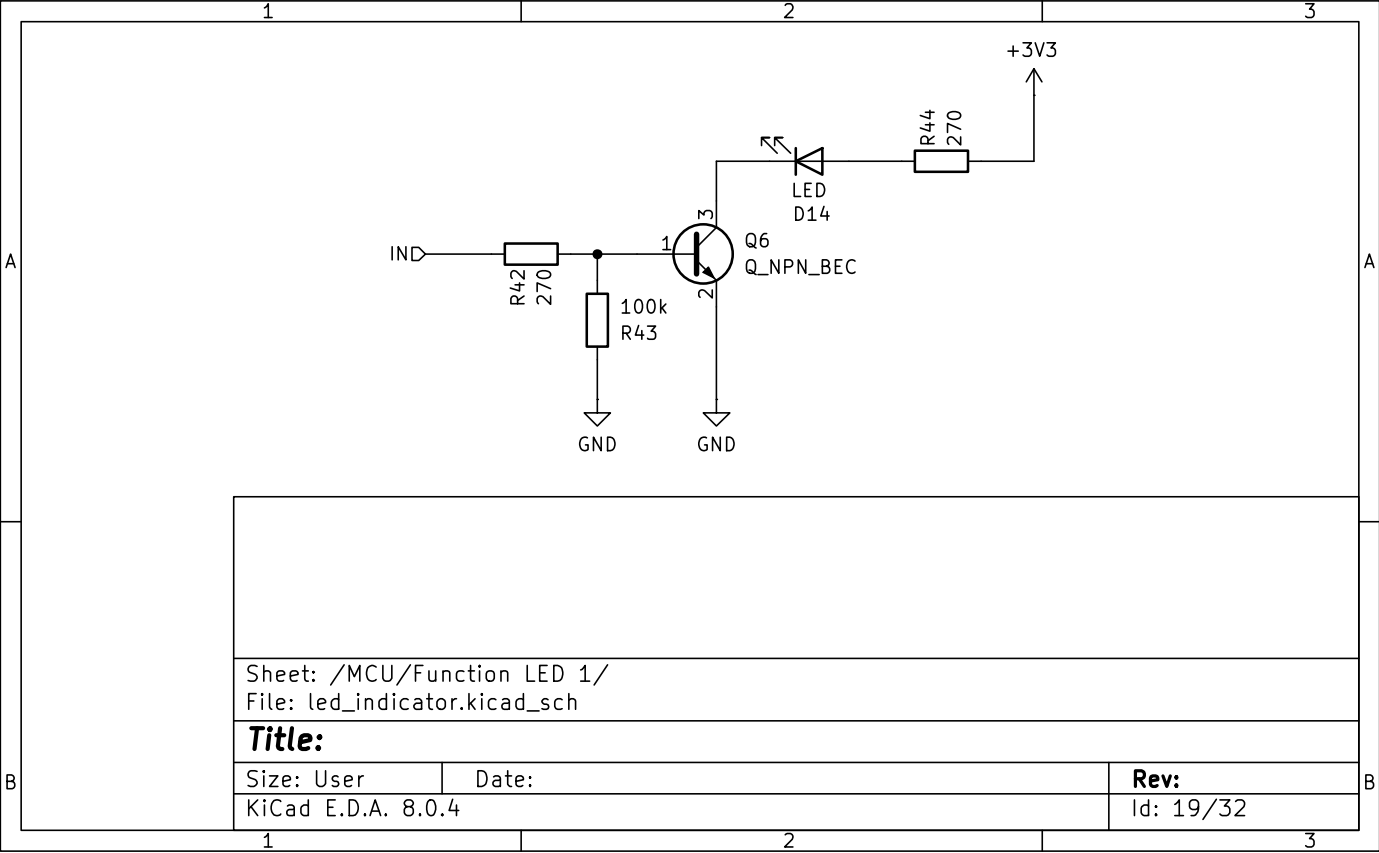 1 2 3
+3V3
R44
270
LED
D14
3
IN
1
Q6
Q_NPN_BEC
A A
R42
270
2
100k
R43
GND GND
Sheet: /MCU/Function LED 1/
File: led_indicator.kicad_sch
Title:
Size: User Date: Rev:
B B
KiCad E.D.A. 8.0.4 Id: 19/32
1 2 3